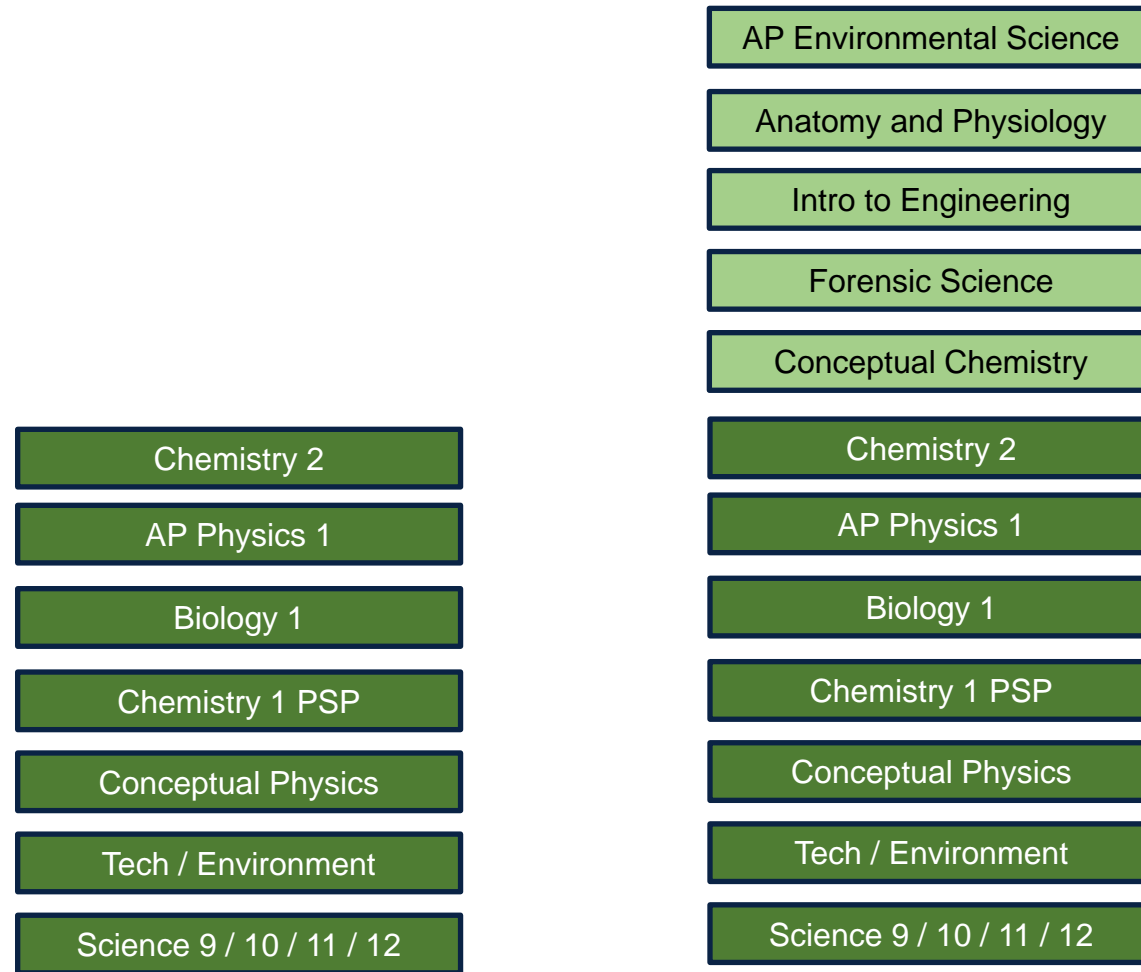 AP Environmental Science
Anatomy and Physiology
Intro to Engineering
Forensic Science
Conceptual Chemistry
Chemistry 2
AP Physics 1
Biology 1
Chemistry 1 PSP
Conceptual Physics
Tech / Environment
Science 9 / 10 / 11 / 12
Chemistry 2
AP Physics 1
Biology 1
Chemistry 1 PSP
Conceptual Physics
Tech / Environment
Science 9 / 10 / 11 / 12